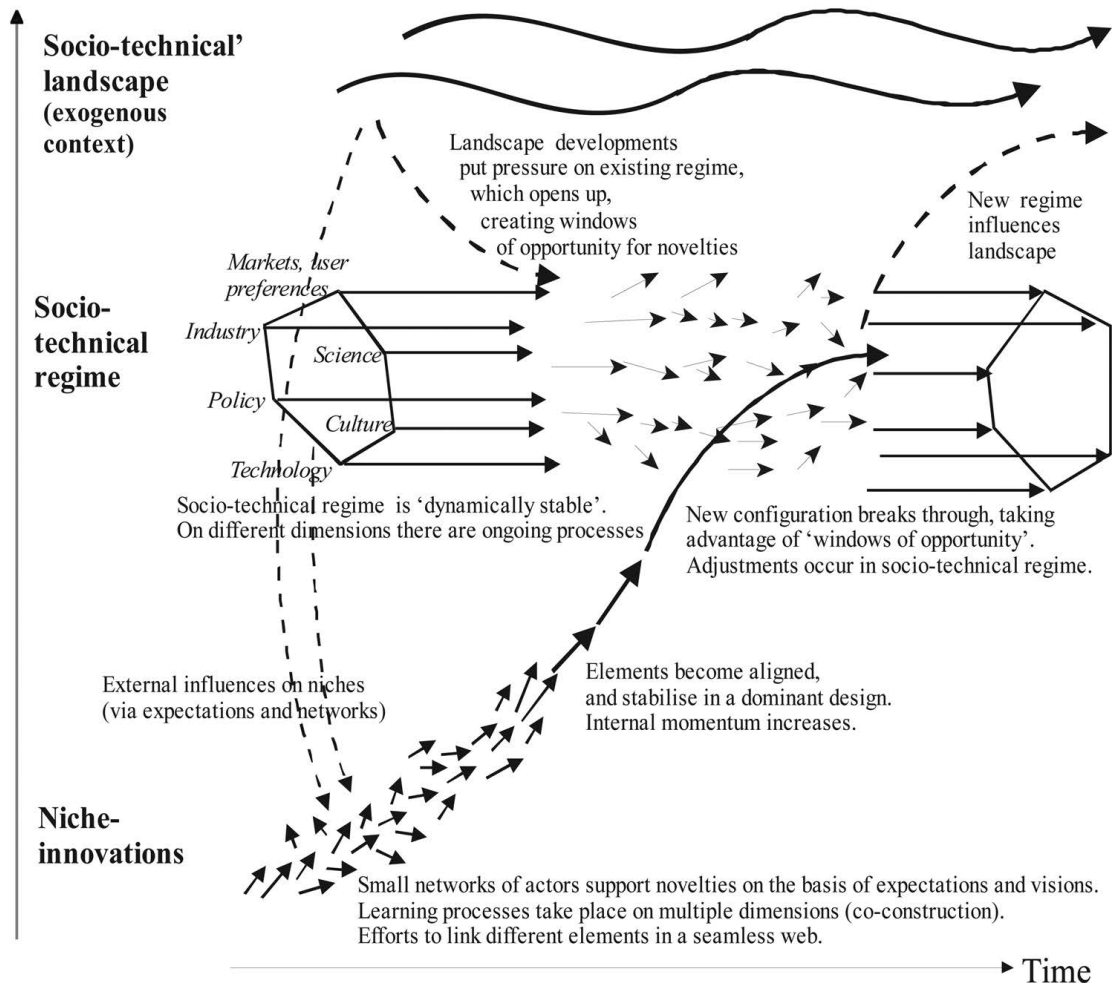 Socio-technical’
landscape
(exogenous
context)
Landscape developments
put pressure on existing regime,
which opens up,
creating windows
of opportunity for novelties
New regime
influences
landscape
Markets, user
preferences
Socio-
technical
regime
Industry
Science
Policy
Culture
Technology
Socio-technical regime is ‘dynamically stable’.
On different dimensions there are ongoing processes
New configuration breaks through, taking
advantage of ‘windows of opportunity’.
Adjustments occur in socio-technical regime.
Elements become aligned,
and stabilise in a dominant design.
Internal momentum increases.
External influences on niches
(via expectations and networks)
Niche-
innovations
Small networks of actors support novelties on the basis of expectations and visions.
Learning processes take place on multiple dimensions (co-construction).
Efforts to link different elements in a seamless web.
Time